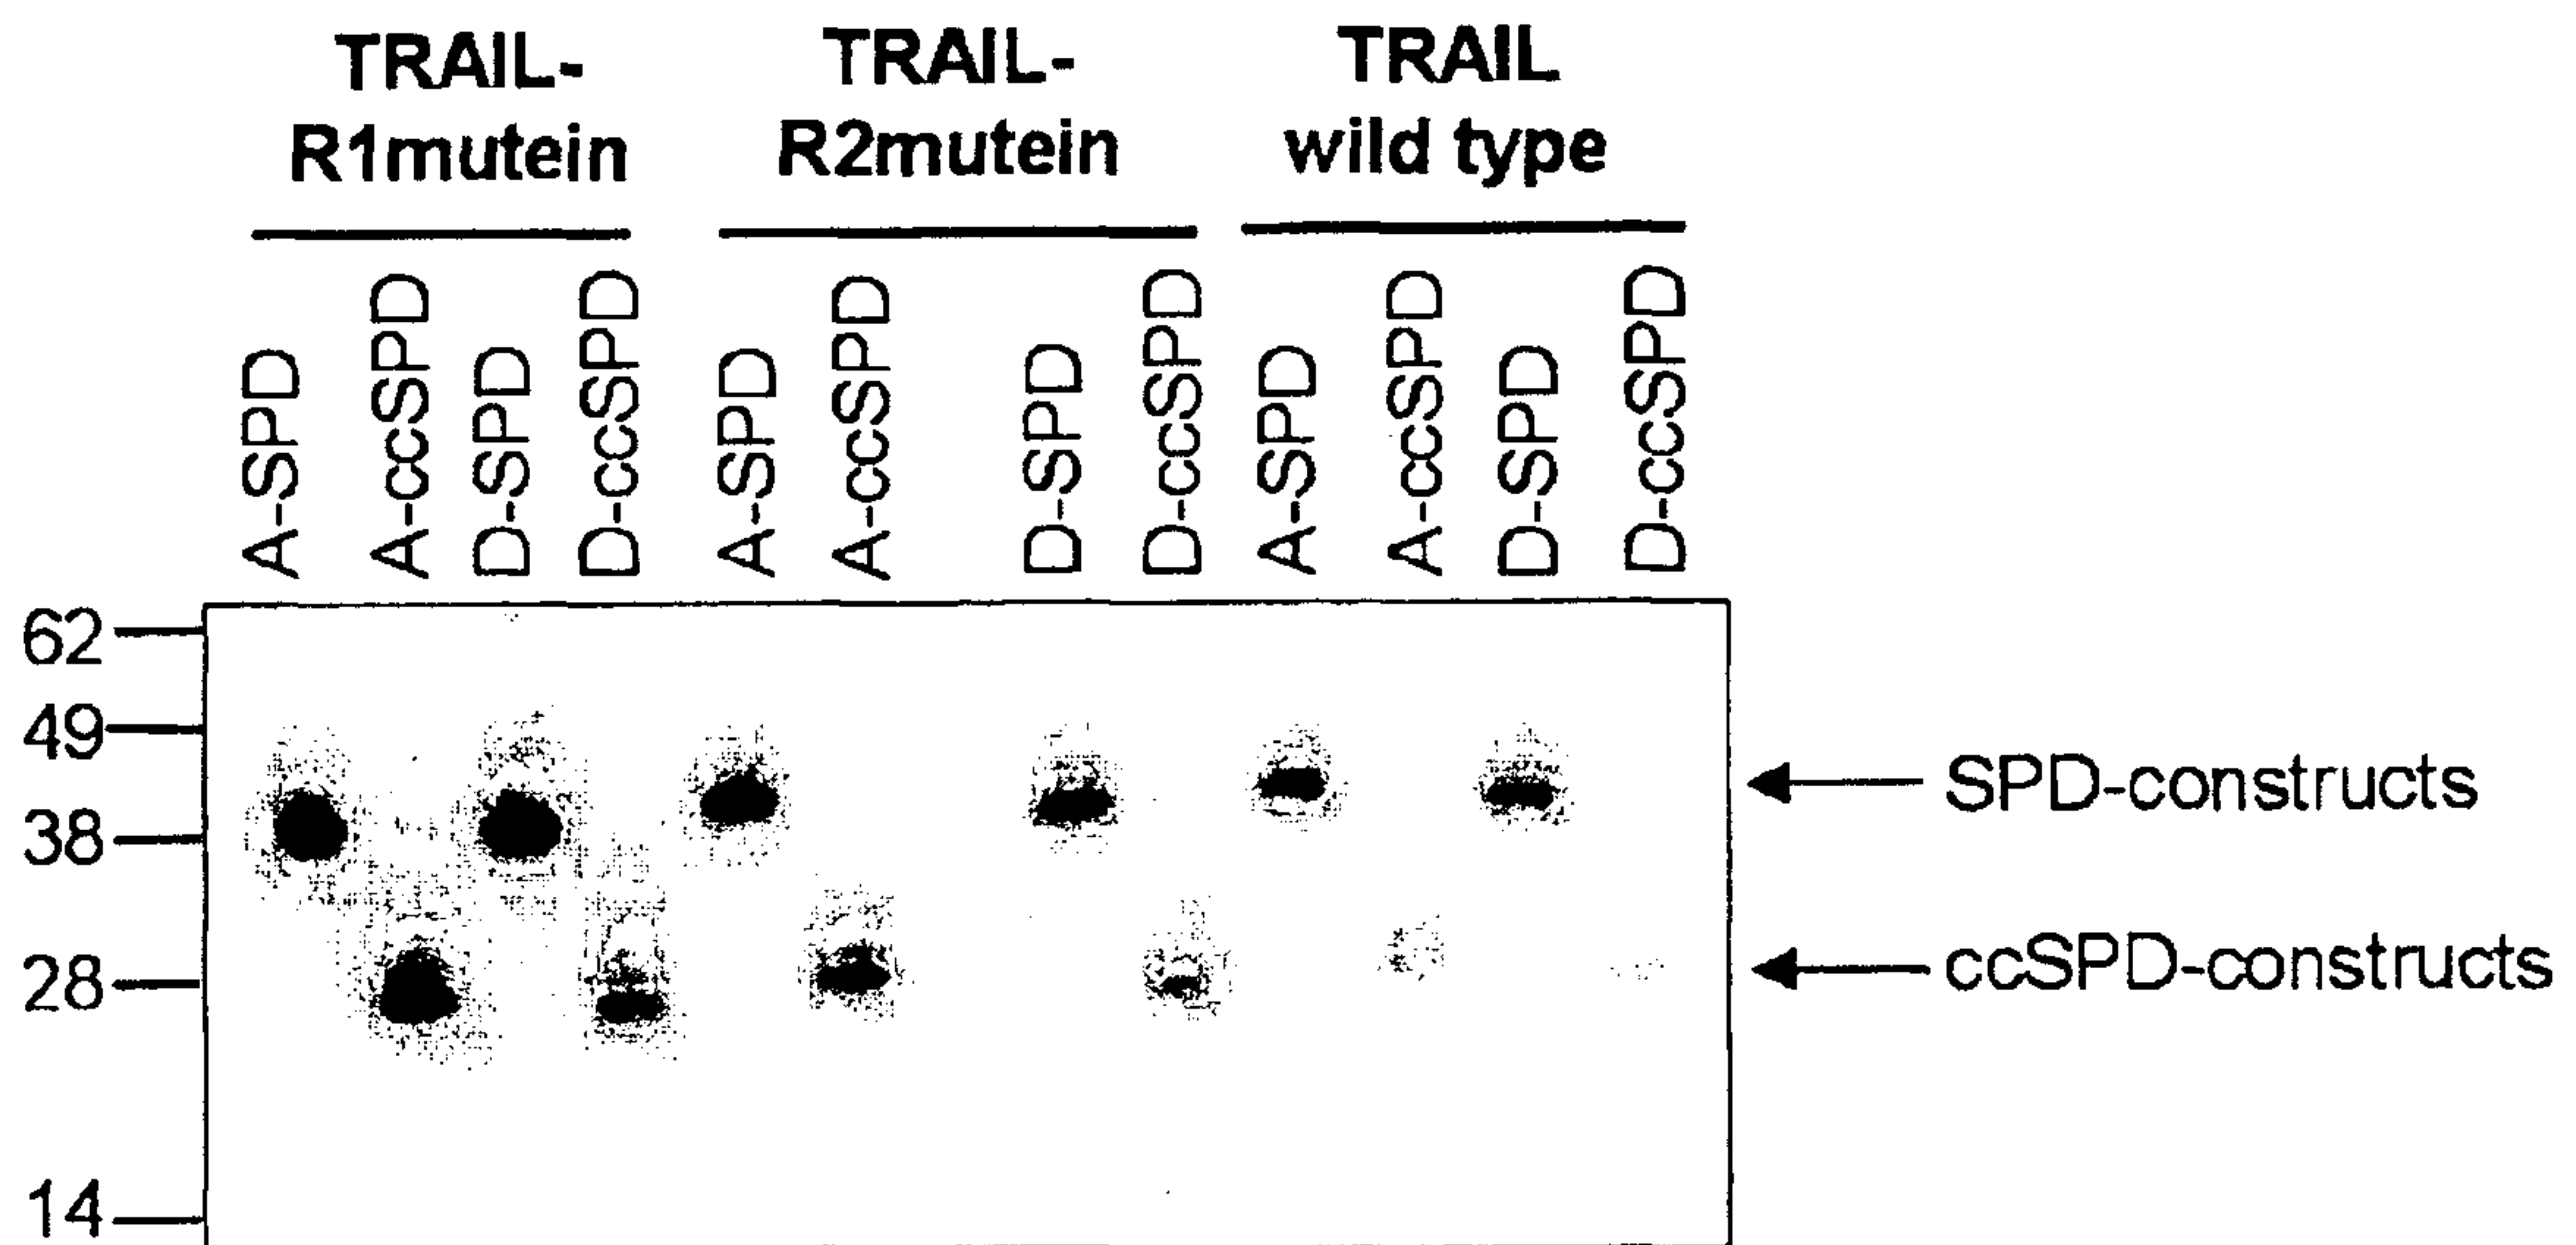 TRAIL-
R1mutein
TRAIL-
R2mutein
TRAIL
wild type
A-SPD
A-ccSPD
D-SPD
D-ccSPD
A-SPD
A-ccSPD
D-SPD
D-ccSPD
A-SPD
A-ccSPD
D-SPD
D-ccSPD
62
49
38
28
14
SPD-constructs
ccSPD-constructs